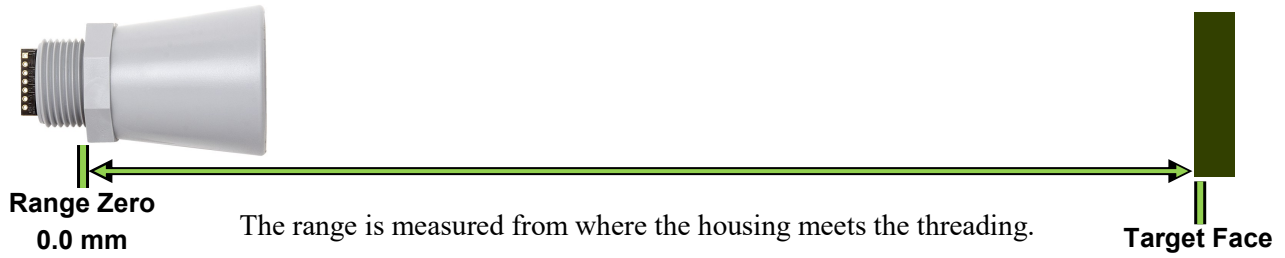 Range Zero
0.0 mm
The range is measured from where the housing meets the threading.
Target Face